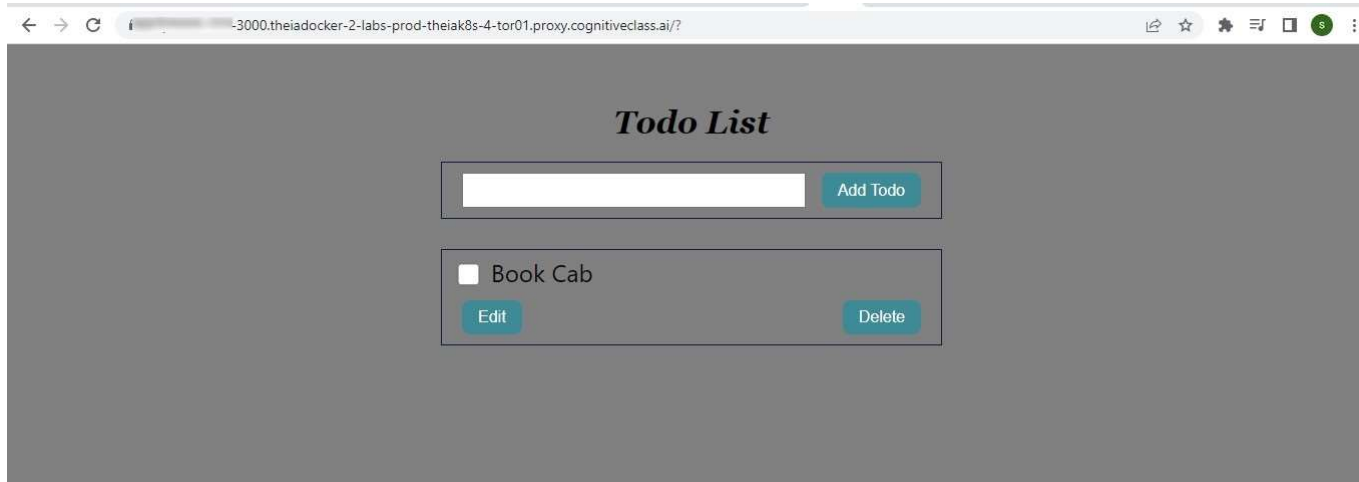 -3000.theiadocker-2-labs-prod-theiak8s-4-tor01.proxy.cognitiveclass.ai/?
S
Todo List
Add Todo
Book Cab
Edit
Delete